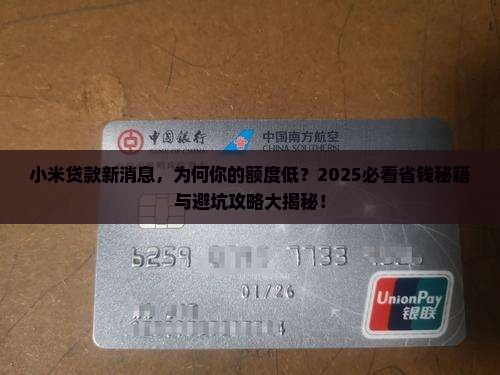 中国银行 中国南方航空
CHINA SOUTHERN
小米贷款新消息，为何你的额度低？2025必看省钱秘籍
与避坑攻略大揭秘！
6259 7733
01/26
UnionPay
银联